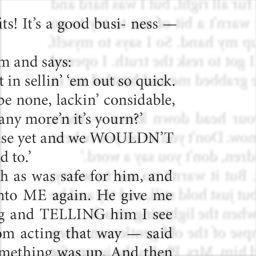 its! It's a good busi- ness —
m and says:
t in sellin' 'em out so quick.
be none, lackin' considable,
any more'n it's yourn?'
se yet and we WOULDN'T
d to.'
h as was safe for him, and
nto ME again. He give me
g and TELLING him I see
om acting that way — said
mething was up. And then